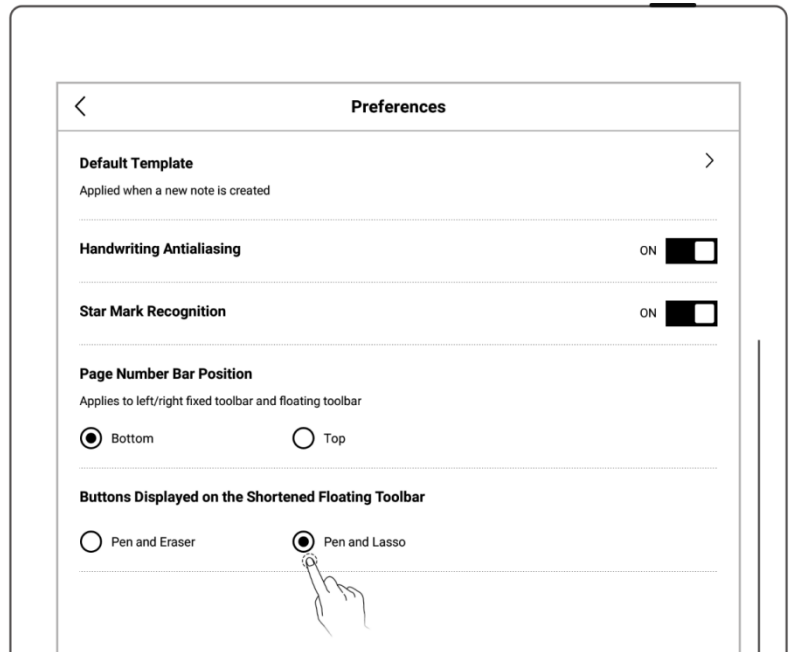 Preferences
Default Template
Applied when a new note is created
Handwriting Antialiasing ON
Star Mark Recognition ON
Page Number Bar Position
Applies to left/right fixed toolbar and floating toolbar
Bottom Top
Buttons Displayed on the Shortened Floating Toolbar
Pen and Eraser Pen and Lasso